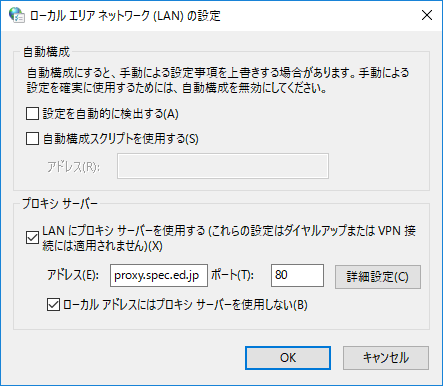 ローカル エリア ネットワーク (LAN) の設定
自動構成
自動構成にすると、手動による設定事項を上書きする場合があります。手動による
設定を確実に使用するためには、自動構成を無効にしてください。
設定を自動的に検出する(A)
自動構成スクリプトを使用する(S)
アドレス(R):
プロキシ サーバー
LAN にプロキシ サーバーを使用する (これらの設定はダイヤルアップまたは VPN 接
続には適用されません)(X)
アドレス(E): proxy.spec.ed.jp ポート(T): 80 詳細設定(C)
ローカル アドレスにはプロキシ サーバーを使用しない(B)
OK キャンセル